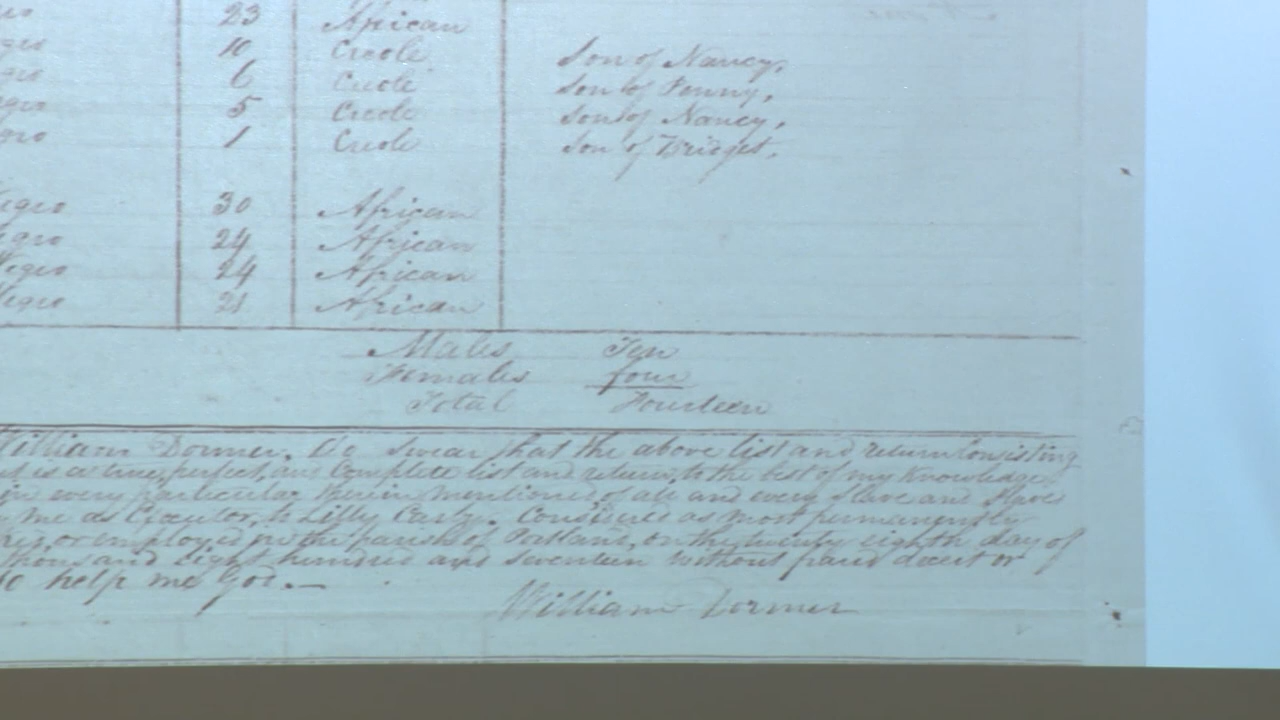 23 African
10 Creole Son of Nancy,
6 Creole Son of Penny,
5 Creole Son of Nancy,
1 Creole Son of Bridget,
30 African
24 African
24 African
21 African
Males Ten
Females four
Total Fourteen
William Dormer, do swear that the above list and return Consisting
is a true, perfect, and Complete list and return, to the best of my Knowledge
in every particular therein mentioned of all and every Slave and Slaves
me as Executor, to Lilly Carty. Considered as most permanently
or employed in the parish of Portland, on the twenty eighth day of
thousand eight hundred and seventeen without fraud deceit or
So help me God.—
William Dormer